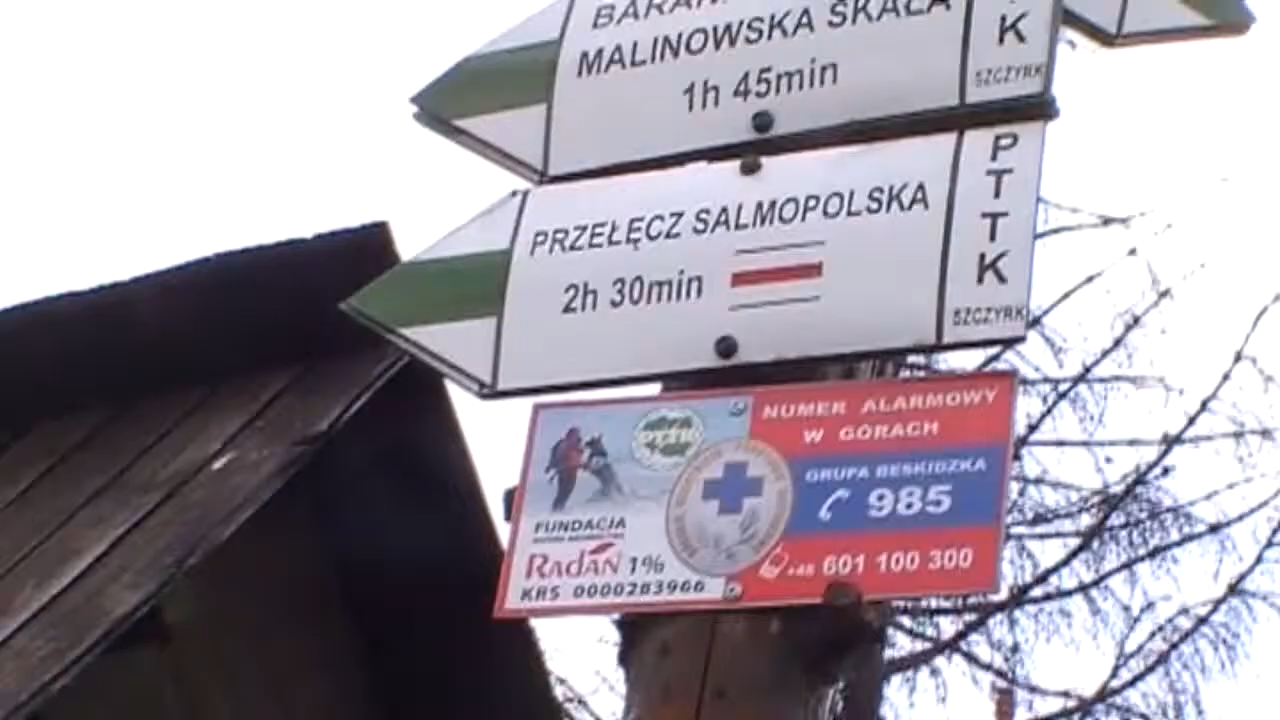 MALINOWSKA SKAŁA
1h 45min
K
SZCZYRK
PRZEŁĘCZ SALMOPOLSKA
2h 30min
PTTK
SZCZYRK
NUMER ALARMOWY
W GÓRACH
GRUPA BESKIDZKA
985
+48 601 100 300
PTTK
FUNDACJA
Radań 1%
KRS 0000283966